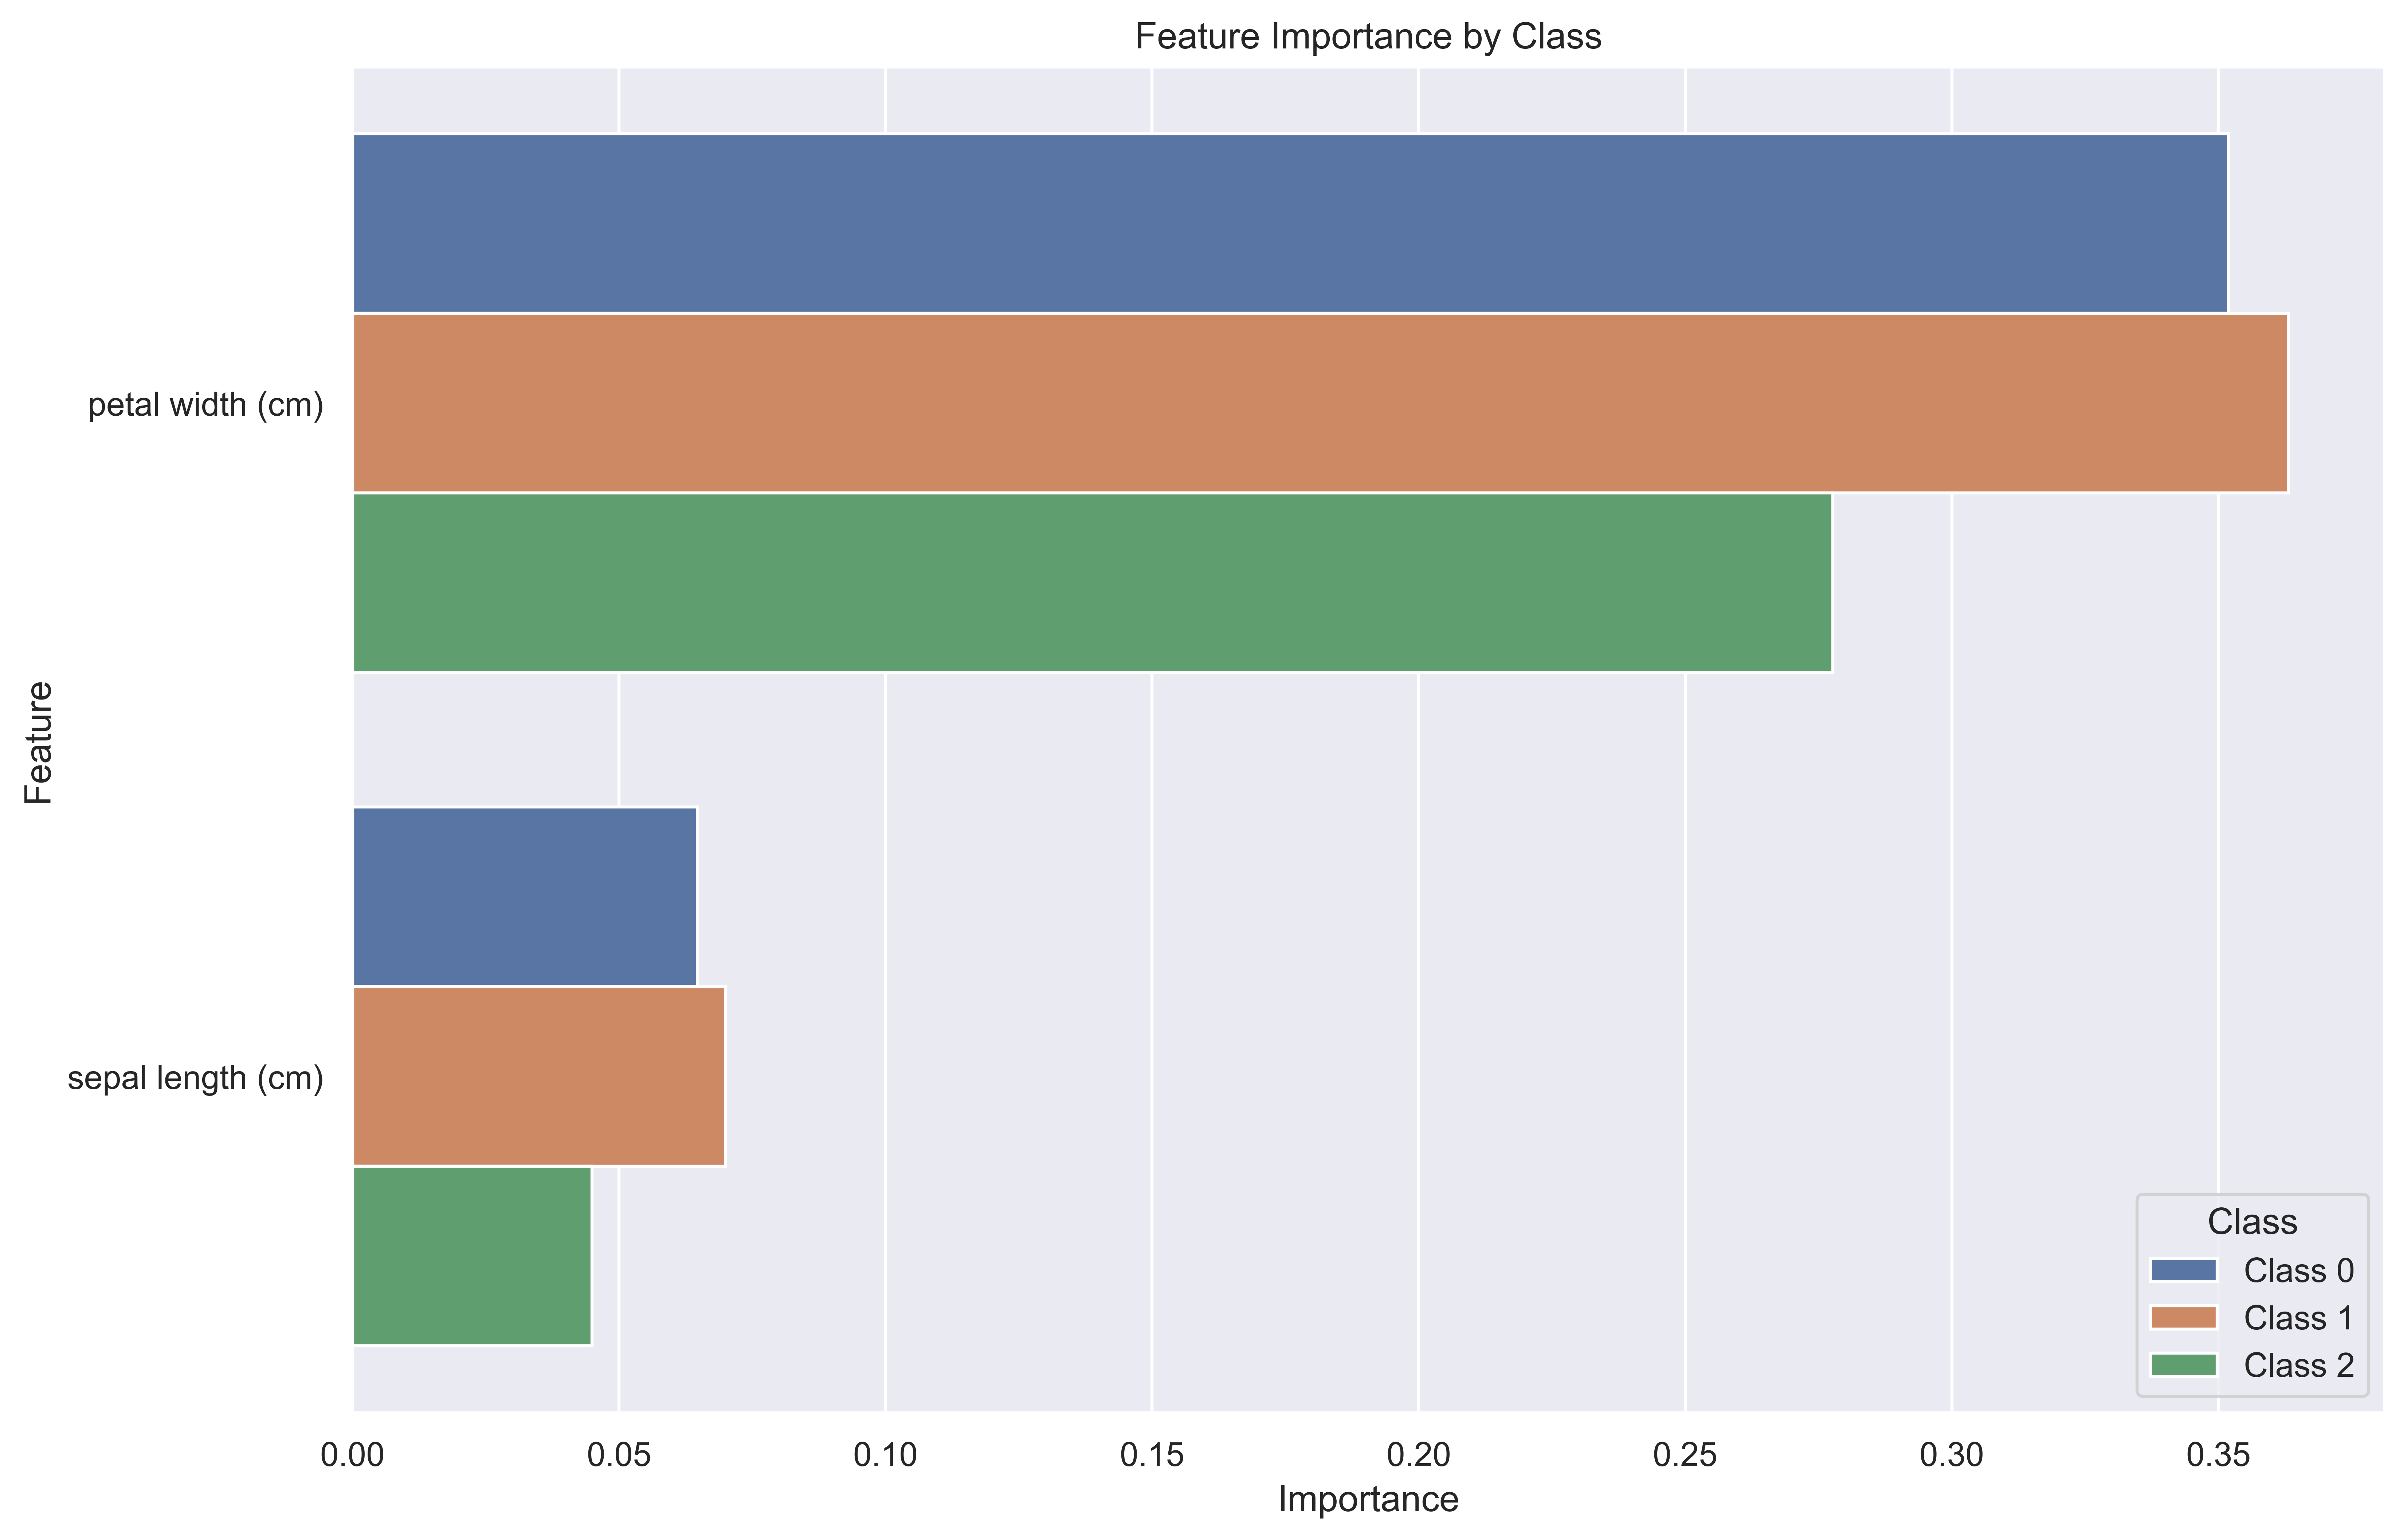 Feature Importance by Class
petal width (cm)
Feature
sepal length (cm)
Class
Class 0
Class 1
Class 2
0.00 0.05 0.10 0.15 0.20 0.25 0.30 0.35
Importance